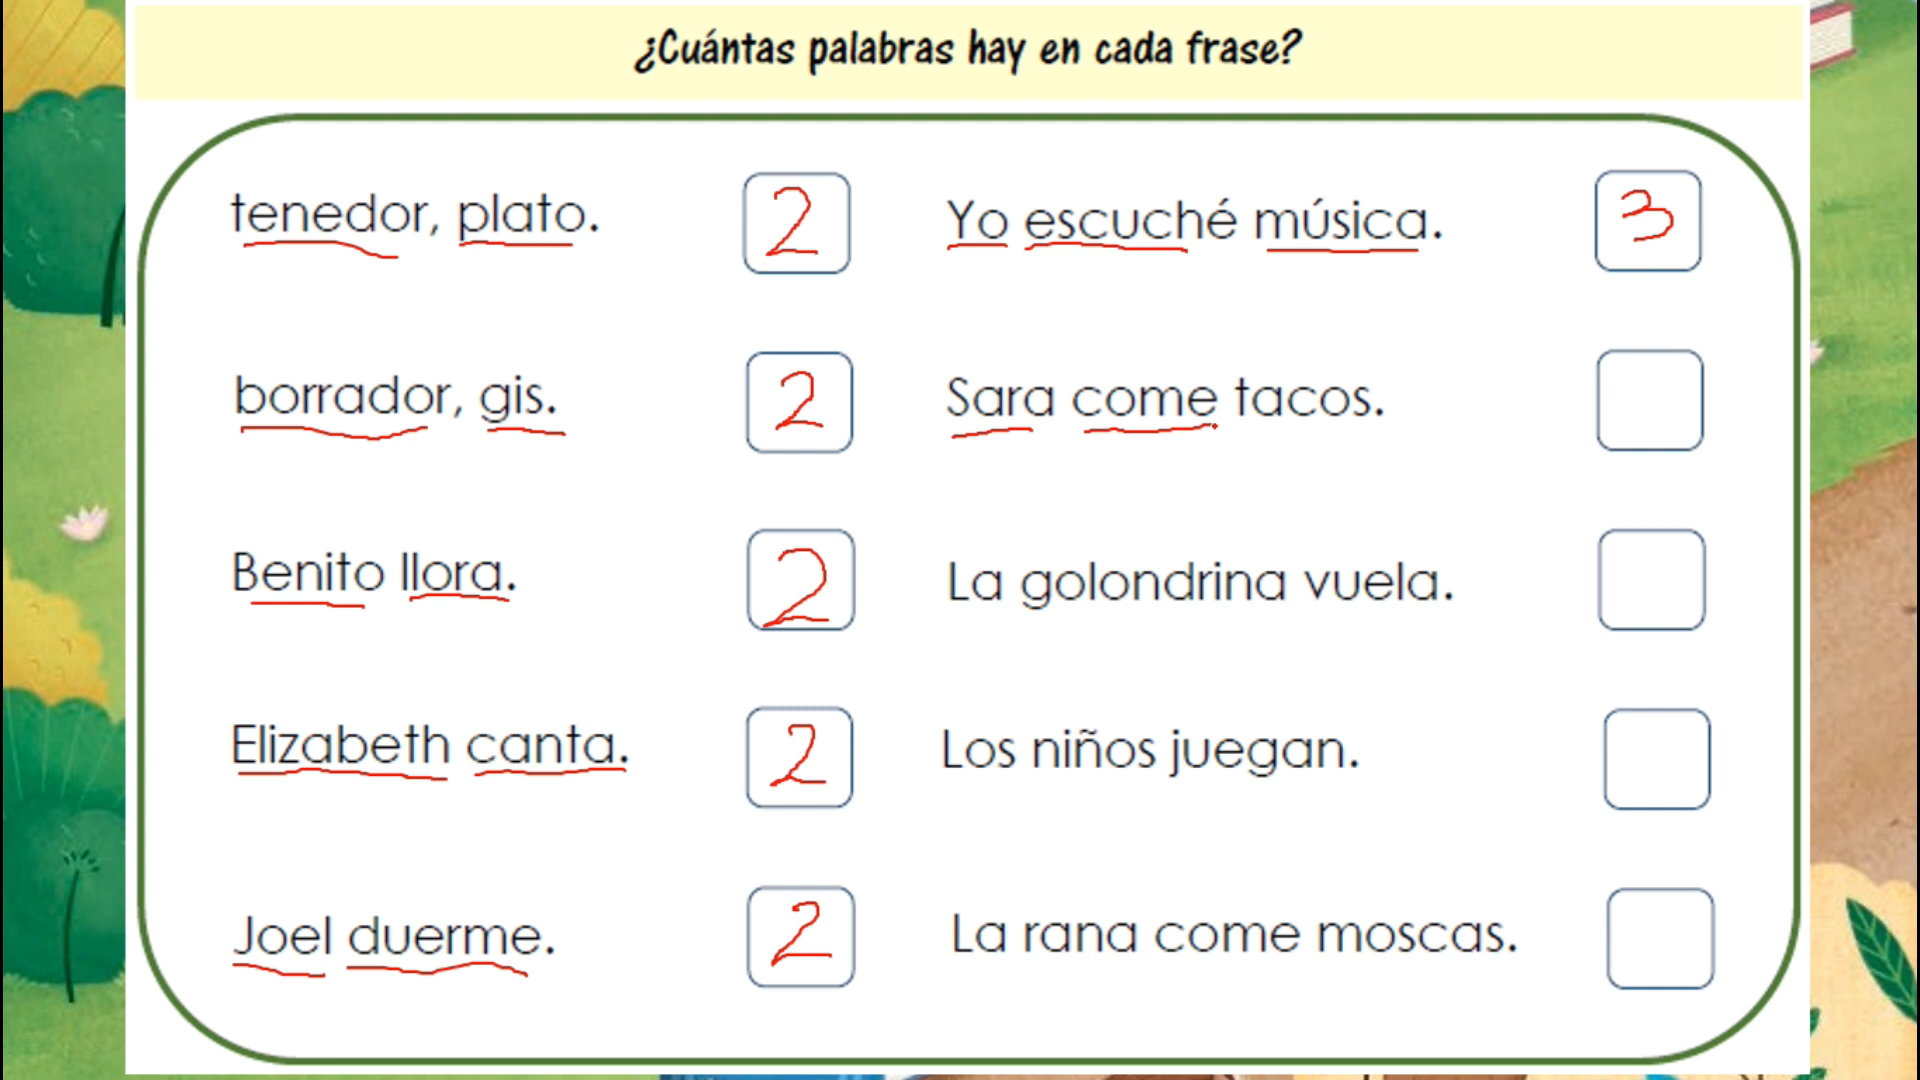 ¿Cuántas palabras hay en cada frase?
tenedor, plato. 2
Yo escuché música. 3
borrador, gis. 2
Sara come tacos.
Benito llora. 2
La golondrina vuela.
Elizabeth canta. 2
Los niños juegan.
Joel duerme. 2
La rana come moscas.